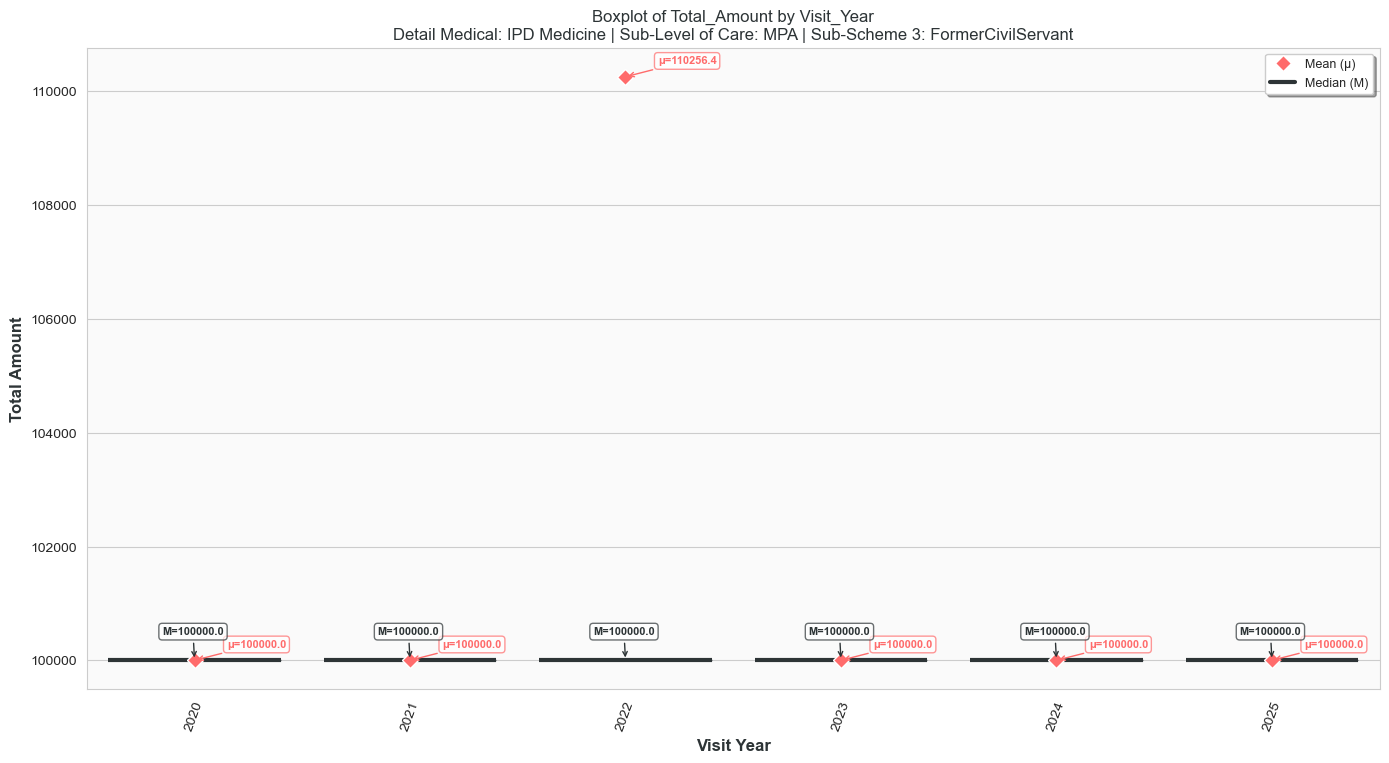 Boxplot of Total_Amount by Visit_Year
Detail Medical: IPD Medicine | Sub-Level of Care: MPA | Sub-Scheme 3: FormerCivilServant
μ=110256.4
Mean (μ)
Median (M)
110000
108000
106000
104000
102000
100000
Total Amount
M=100000.0
μ=100000.0
M=100000.0
μ=100000.0
M=100000.0
M=100000.0
μ=100000.0
M=100000.0
μ=100000.0
M=100000.0
μ=100000.0
2020
2021
2022
2023
2024
2025
Visit Year